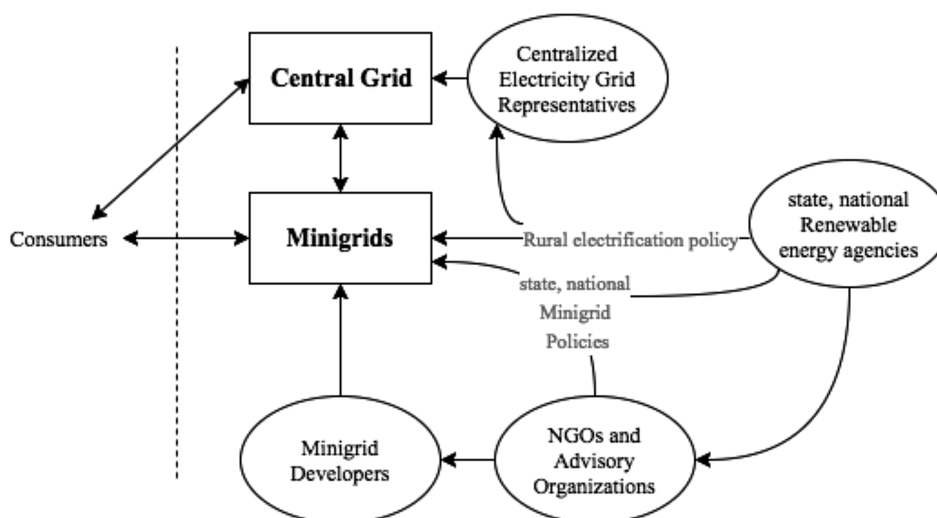 Centralized
Electricity Grid
Representatives
Central Grid
state, national
Renewable
energy agencies
Consumers
Minigrids
Rural electrification policy
state, national
Minigrid
Policies
Minigrid
Developers
NGOs and
Advisory
Organizations